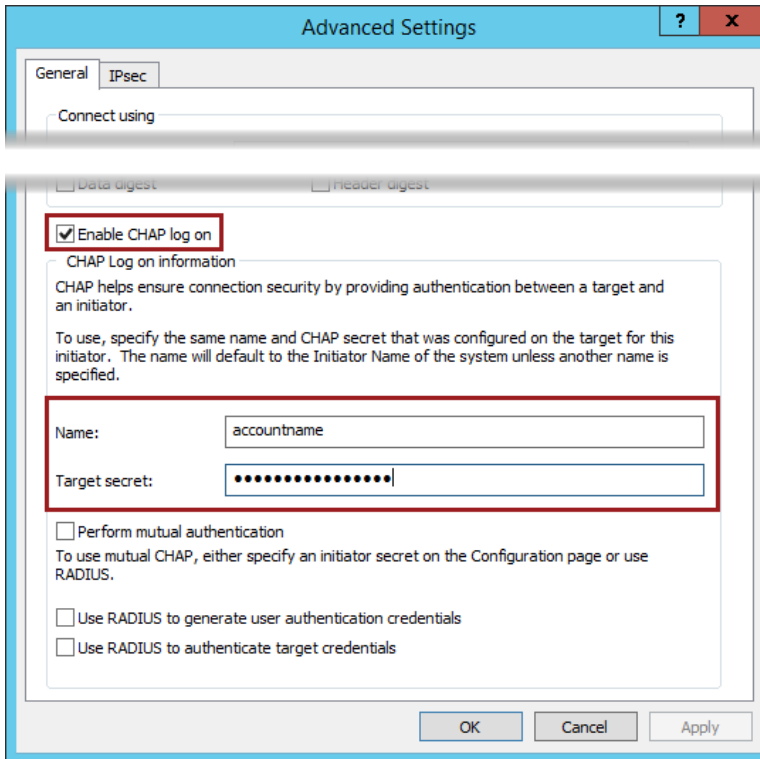 Advanced Settings
?
x
General
IPsec
Connect using
Data digest
Header digest
Enable CHAP log on
CHAP Log on information
CHAP helps ensure connection security by providing authentication between a target and
an initiator.
To use, specify the same name and CHAP secret that was configured on the target for this
initiator. The name will default to the Initiator Name of the system unless another name is
specified.
Name:
accountname
Target secret:
••••••••••••••••
Perform mutual authentication
To use mutual CHAP, either specify an initiator secret on the Configuration page or use
RADIUS.
Use RADIUS to generate user authentication credentials
Use RADIUS to authenticate target credentials
OK
Cancel
Apply